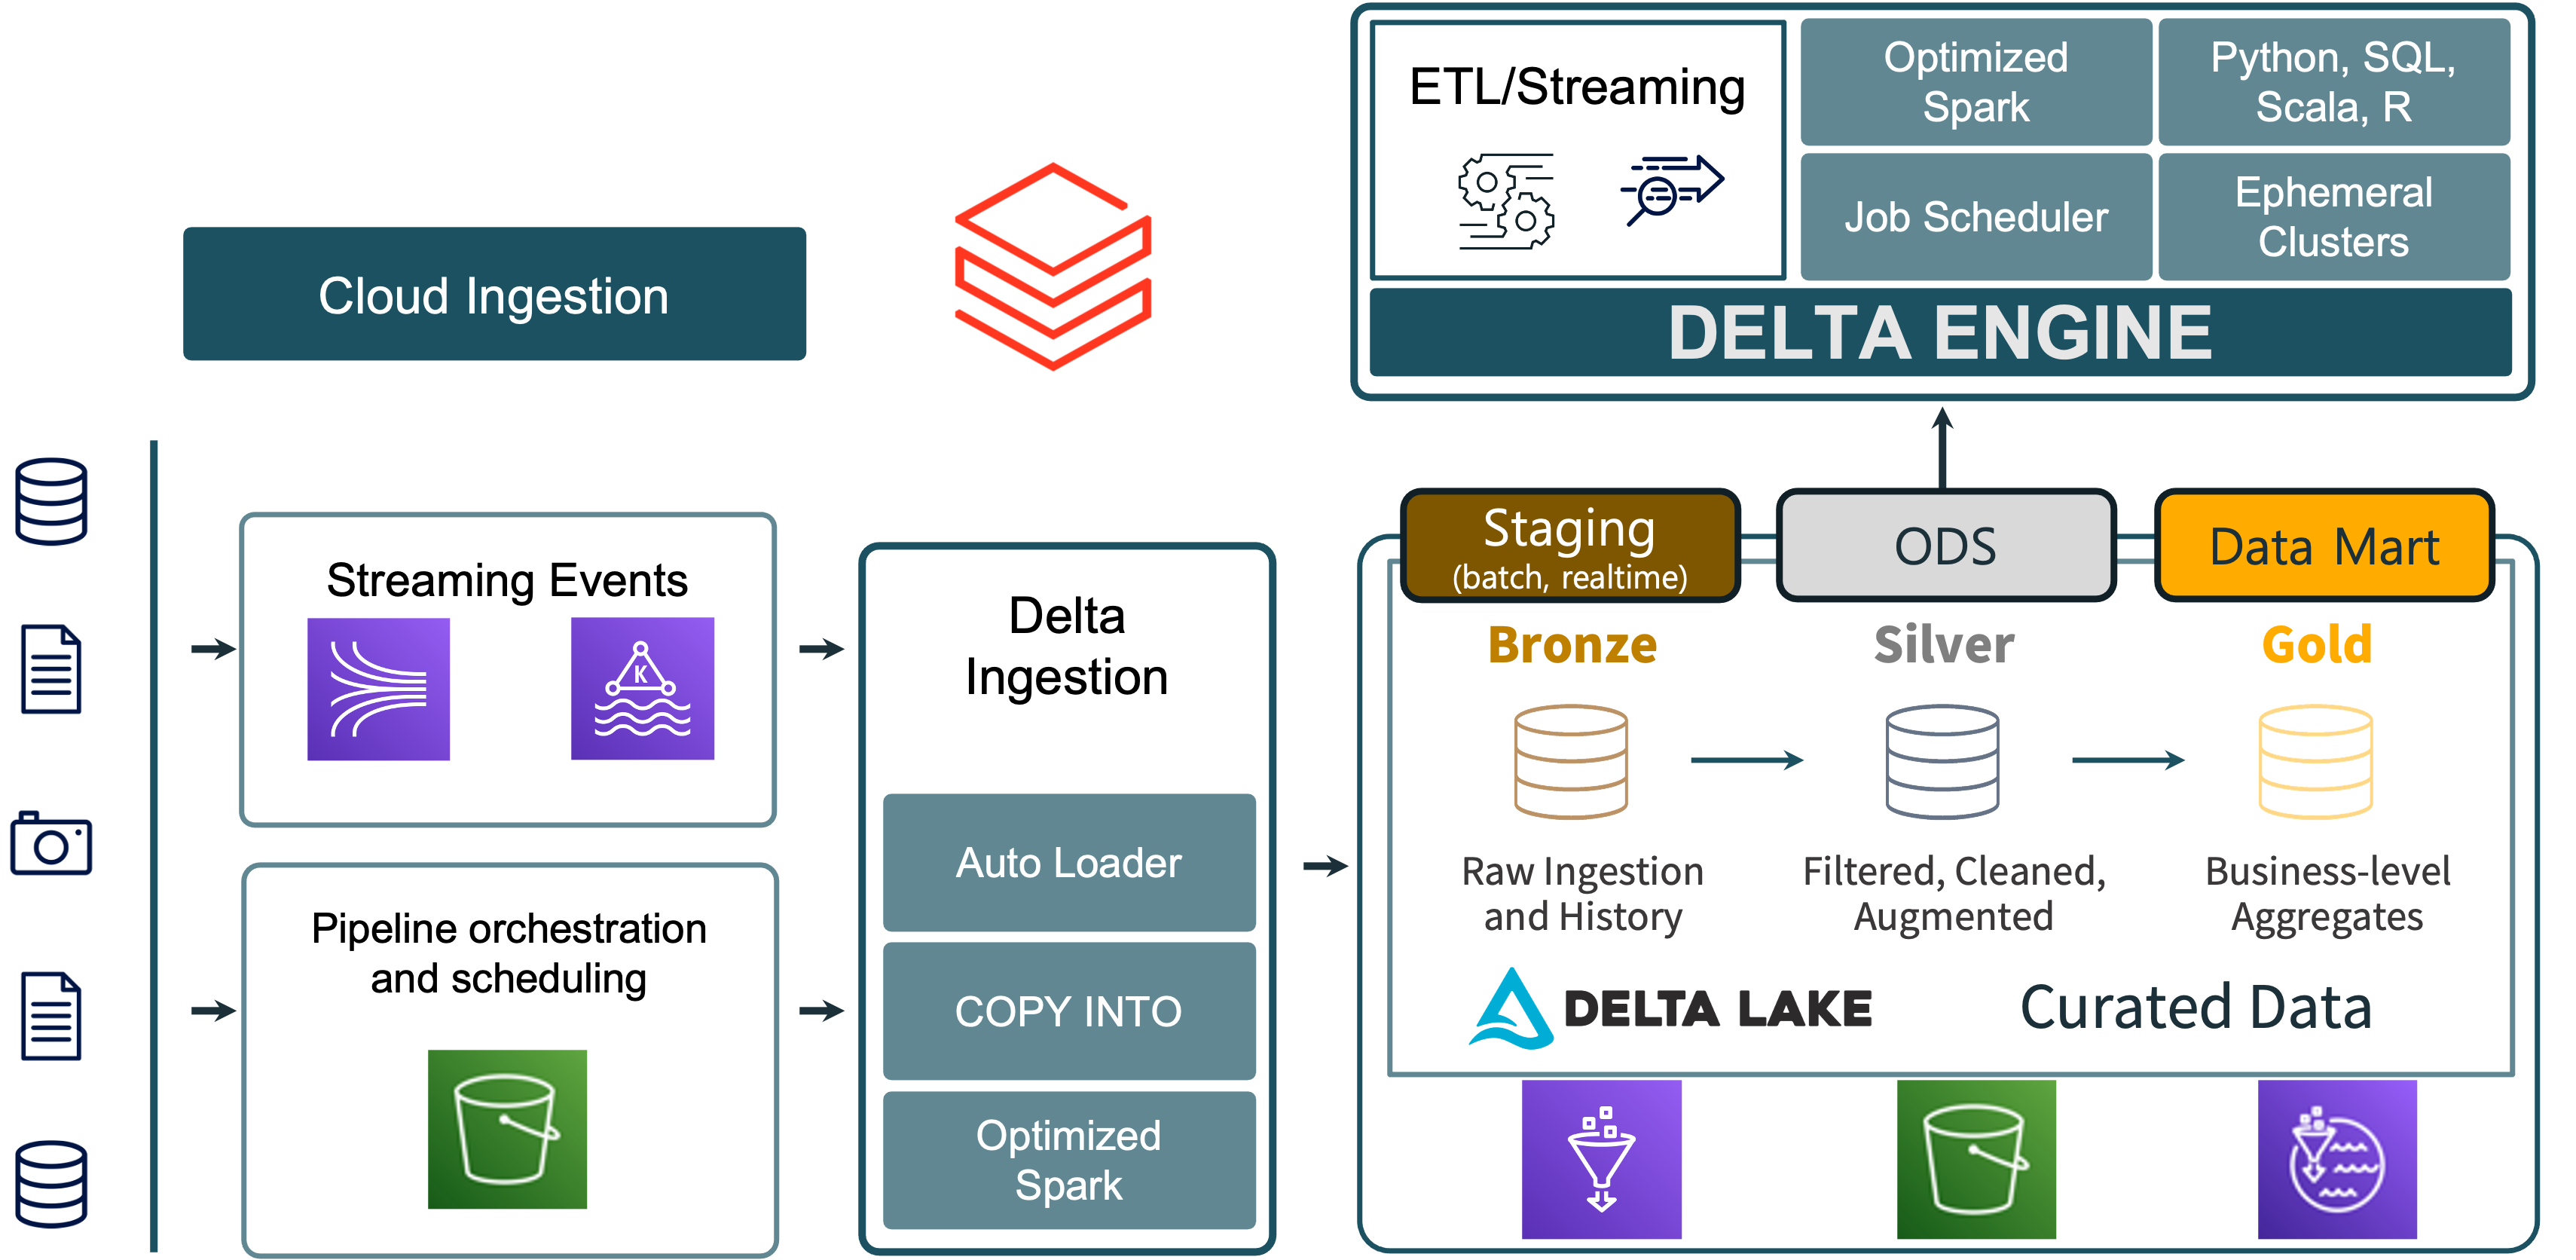 ETL/Streaming
Optimized
Spark
Python, SQL,
Scala, R
Job Scheduler
Ephemeral
Clusters
DELTA ENGINE
Cloud Ingestion
Streaming Events
K
Pipeline orchestration
and scheduling
Delta
Ingestion
Auto Loader
COPY INTO
Optimized
Spark
Staging
(batch, realtime)
ODS
Data Mart
Bronze
Silver
Gold
Raw Ingestion
and History
Filtered, Cleaned,
Augmented
Business-level
Aggregates
DELTA LAKE
Curated Data